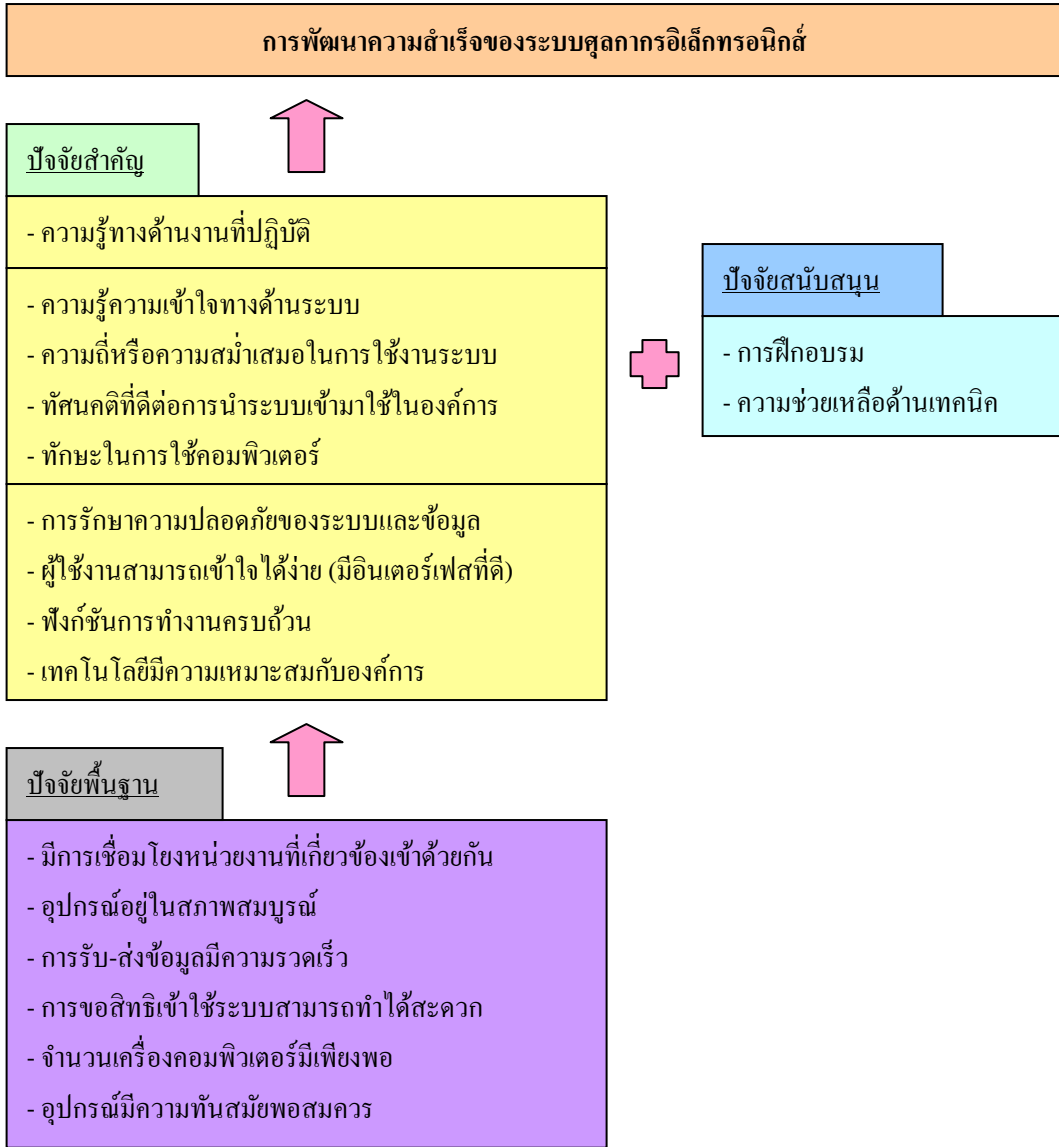 การพัฒนาความสำเร็จของระบบศุลกากรอิเล็กทรอนิกส์
ปัจจัยสำคัญ
- ความรู้ทางด้านงานที่ปฏิบัติ
- ความรู้ความเข้าใจทางด้านระบบ
- ความถี่หรือความสม่ำเสมอในการใช้งานระบบ
- ทัศนคติที่ดีต่อการนำระบบเข้ามาใช้ในองค์การ
- ทักษะในการใช้คอมพิวเตอร์
- การรักษาความปลอดภัยของระบบและข้อมูล
- ผู้ใช้งานสามารถเข้าใจได้ง่าย (มีอินเตอร์เฟสที่ดี)
- ฟังก์ชันการทำงานครบถ้วน
- เทคโนโลยีมีความเหมาะสมกับองค์การ
ปัจจัยสนับสนุน
- การฝึกอบรม
- ความช่วยเหลือด้านเทคนิค
ปัจจัยพื้นฐาน
- มีการเชื่อมโยงหน่วยงานที่เกี่ยวข้องเข้าด้วยกัน
- อุปกรณ์อยู่ในสภาพสมบูรณ์
- การรับ-ส่งข้อมูลมีความรวดเร็ว
- การขอสิทธิเข้าใช้ระบบสามารถทำได้สะดวก
- จำนวนเครื่องคอมพิวเตอร์มีเพียงพอ
- อุปกรณ์มีความทันสมัยพอสมควร